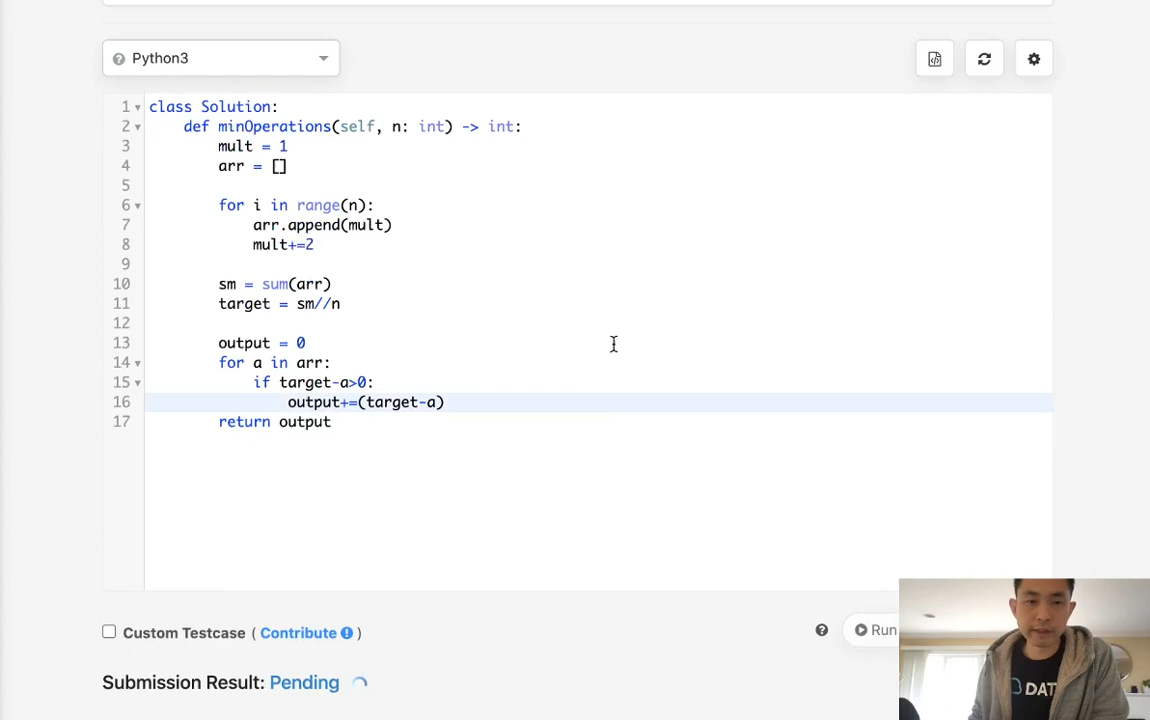 Python3
1 class Solution:
2 def minOperations(self, n: int) -> int:
3 mult = 1
4 arr = []
5
6 for i in range(n):
7 arr.append(mult)
8 mult+=2
9
10 sm = sum(arr)
11 target = sm//n
12
13 output = 0
14 for a in arr:
15 if target-a>0:
16 output+=(target-a)
17 return output
Custom Testcase ( Contribute )
Run
Submission Result: Pending
DAT